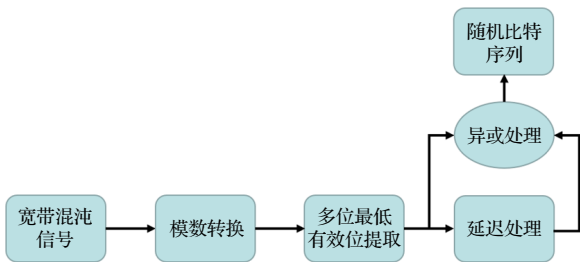 随机比特
序列
异或处理
宽带混沌
信号
模数转换
多位最低
有效位提取
延迟处理